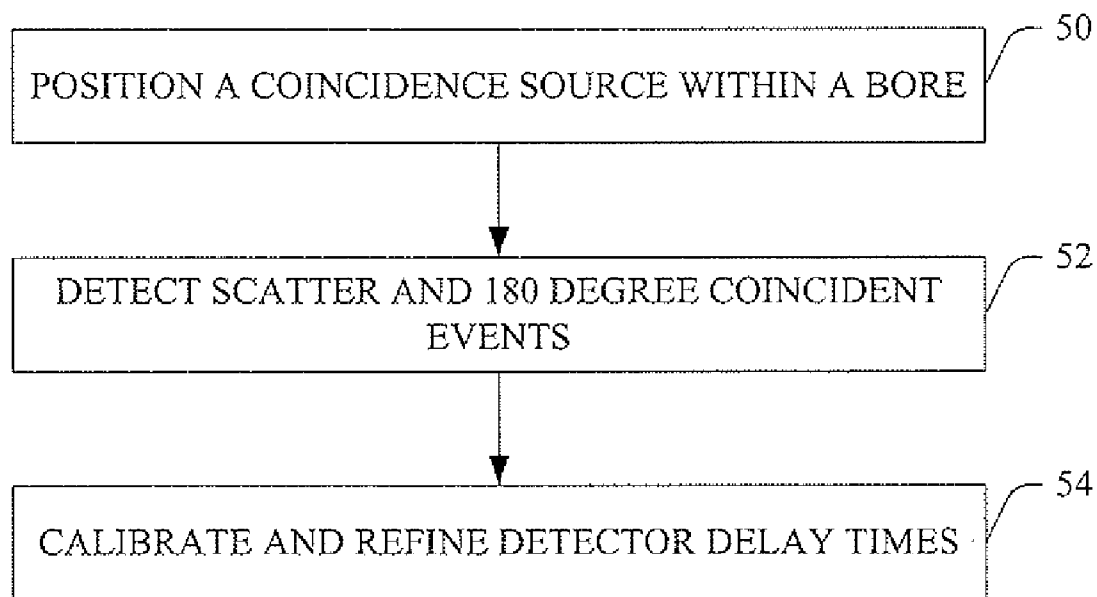 50
POSITION A COINCIDENCE SOURCE WITHIN A BORE
52
DETECT SCATTER AND 180 DEGREE COINCIDENT
EVENTS
54
CALIBRATE AND REFINE DETECTOR DELAY TIMES